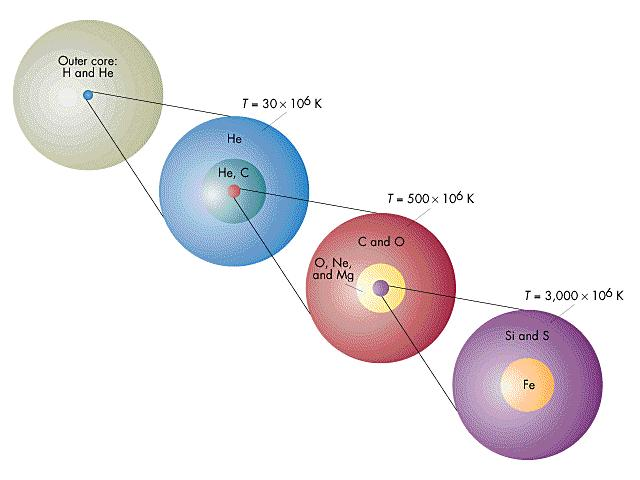 Outer core:
H and He
T = 30 × 10⁶ K
He
He, C
T = 500 × 10⁶ K
C and O
O, Ne,
and Mg
T = 3,000 × 10⁶ K
Si and S
Fe